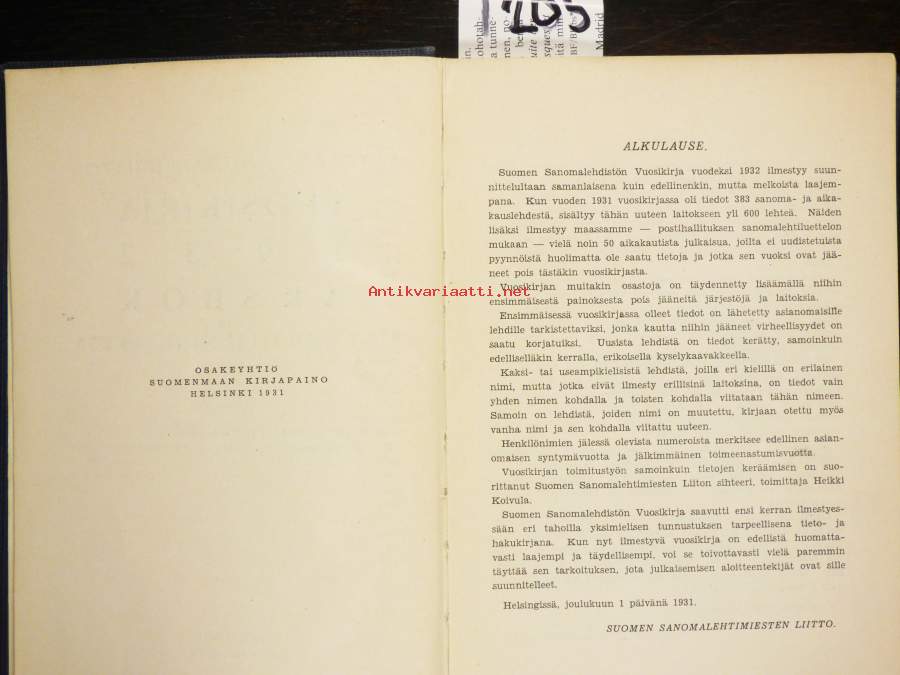 1205
ohotah-
a tunne-
nen, po-
squex
itä min
Madrid
OSAKEYHTIÖ
SUOMENMAAN KIRJAPAINO
HELSINKI 1931
ALKULAUSE.
Suomen Sanomalehdistön Vuosikirja vuodeksi 1932 ilmestyy suun-
nittelultaan samanlaisena kuin edellinenkin, mutta melkoista laajem-
pana. Kun vuoden 1931 vuosikirjassa oli tiedot 383 sanoma- ja aika-
kauslehdestä, sisältyy tähän uuteen laitokseen yli 600 lehteä. Näiden
lisäksi ilmestyy maassamme — postihallituksen sanomalehtiluettelon
mukaan — vielä noin 50 aikakautista julkaisua, joilta ei uudistetuista
pyynnöistä huolimatta ole saatu tietoja ja jotka sen vuoksi ovat jää-
neet pois tästäkin vuosikirjasta.
Vuosikirjan muitakin osastoja on täydennetty lisäämällä niihin
ensimmäisestä painoksesta pois jääneitä järjestöjä ja laitoksia.
Ensimmäisessä vuosikirjassa olleet tiedot on lähetetty asianomaisille
lehdille tarkistettaviksi, jonka kautta niihin jääneet virheellisyydet on
saatu korjatuiksi. Uusista lehdistä on tiedot kerätty, samoinkuin
edelliselläkin kerralla, erikoisella kyselykaavakkeella.
Kaksi- tai useampikielisistä lehdistä, joilla eri kielillä on erilainen
nimi, mutta jotka eivät ilmesty erillisinä laitoksina, on tiedot vain
yhden nimen kohdalla ja toisten kohdalla viitataan tähän nimeen.
Samoin on lehdistä, joiden nimi on muutettu, kirjaan otettu myös
vanha nimi ja sen kohdalla viitattu uuteen.
Henkilönimien jälessä olevista numeroista merkitsee edellinen asian-
omaisen syntymävuotta ja jälkimmäinen toimeenastumisvuotta.
Vuosikirjan toimitustyön samoinkuin tietojen keräämisen on suo-
rittanut Suomen Sanomalehtimiesten Liiton sihteeri, toimittaja Heikki
Koivula.
Suomen Sanomalehdistön Vuosikirja saavutti ensi kerran ilmestyes-
sään eri tahoilla yksimielisen tunnustuksen tarpeellisena tieto- ja
hakukirjana. Kun nyt ilmestyvä vuosikirja on edellistä huomatta-
vasti laajempi ja täydellisempi, voi se toivottavasti vielä paremmin
täyttää sen tarkoituksen, jota julkaisemisen aloitteentekijät ovat sille
suunnitelleet.
Helsingissä, joulukuun 1 päivänä 1931.
SUOMEN SANOMALEHTIMIESTEN LIITTO.
Antikvariaatti.net